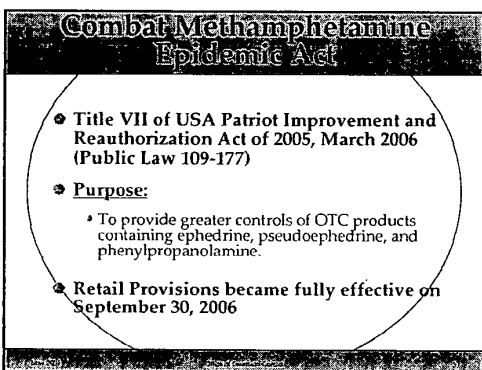 Combat Methamphetamine
Epidemic Act
Title VII of USA Patriot Improvement and
Reauthorization Act of 2005, March 2006
(Public Law 109-177)
Purpose:
To provide greater controls of OTC products
containing ephedrine, pseudoephedrine, and
phenylpropanolamine.
Retail Provisions became fully effective on
September 30, 2006